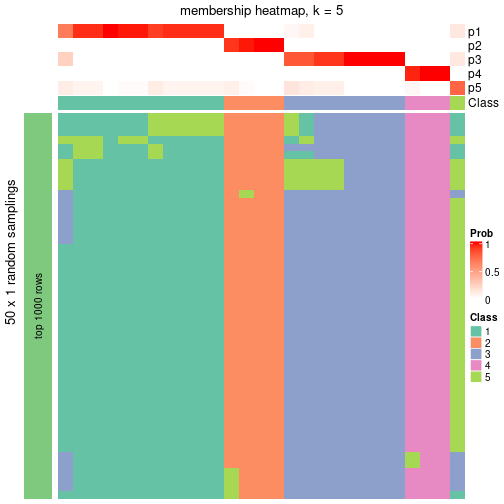 membership heatmap, k = 5
p1
p2
p3
p4
p5
Class
50 x 1 random samplings
top 1000 rows
Prob
1
0.5
0
Class
1
2
3
4
5